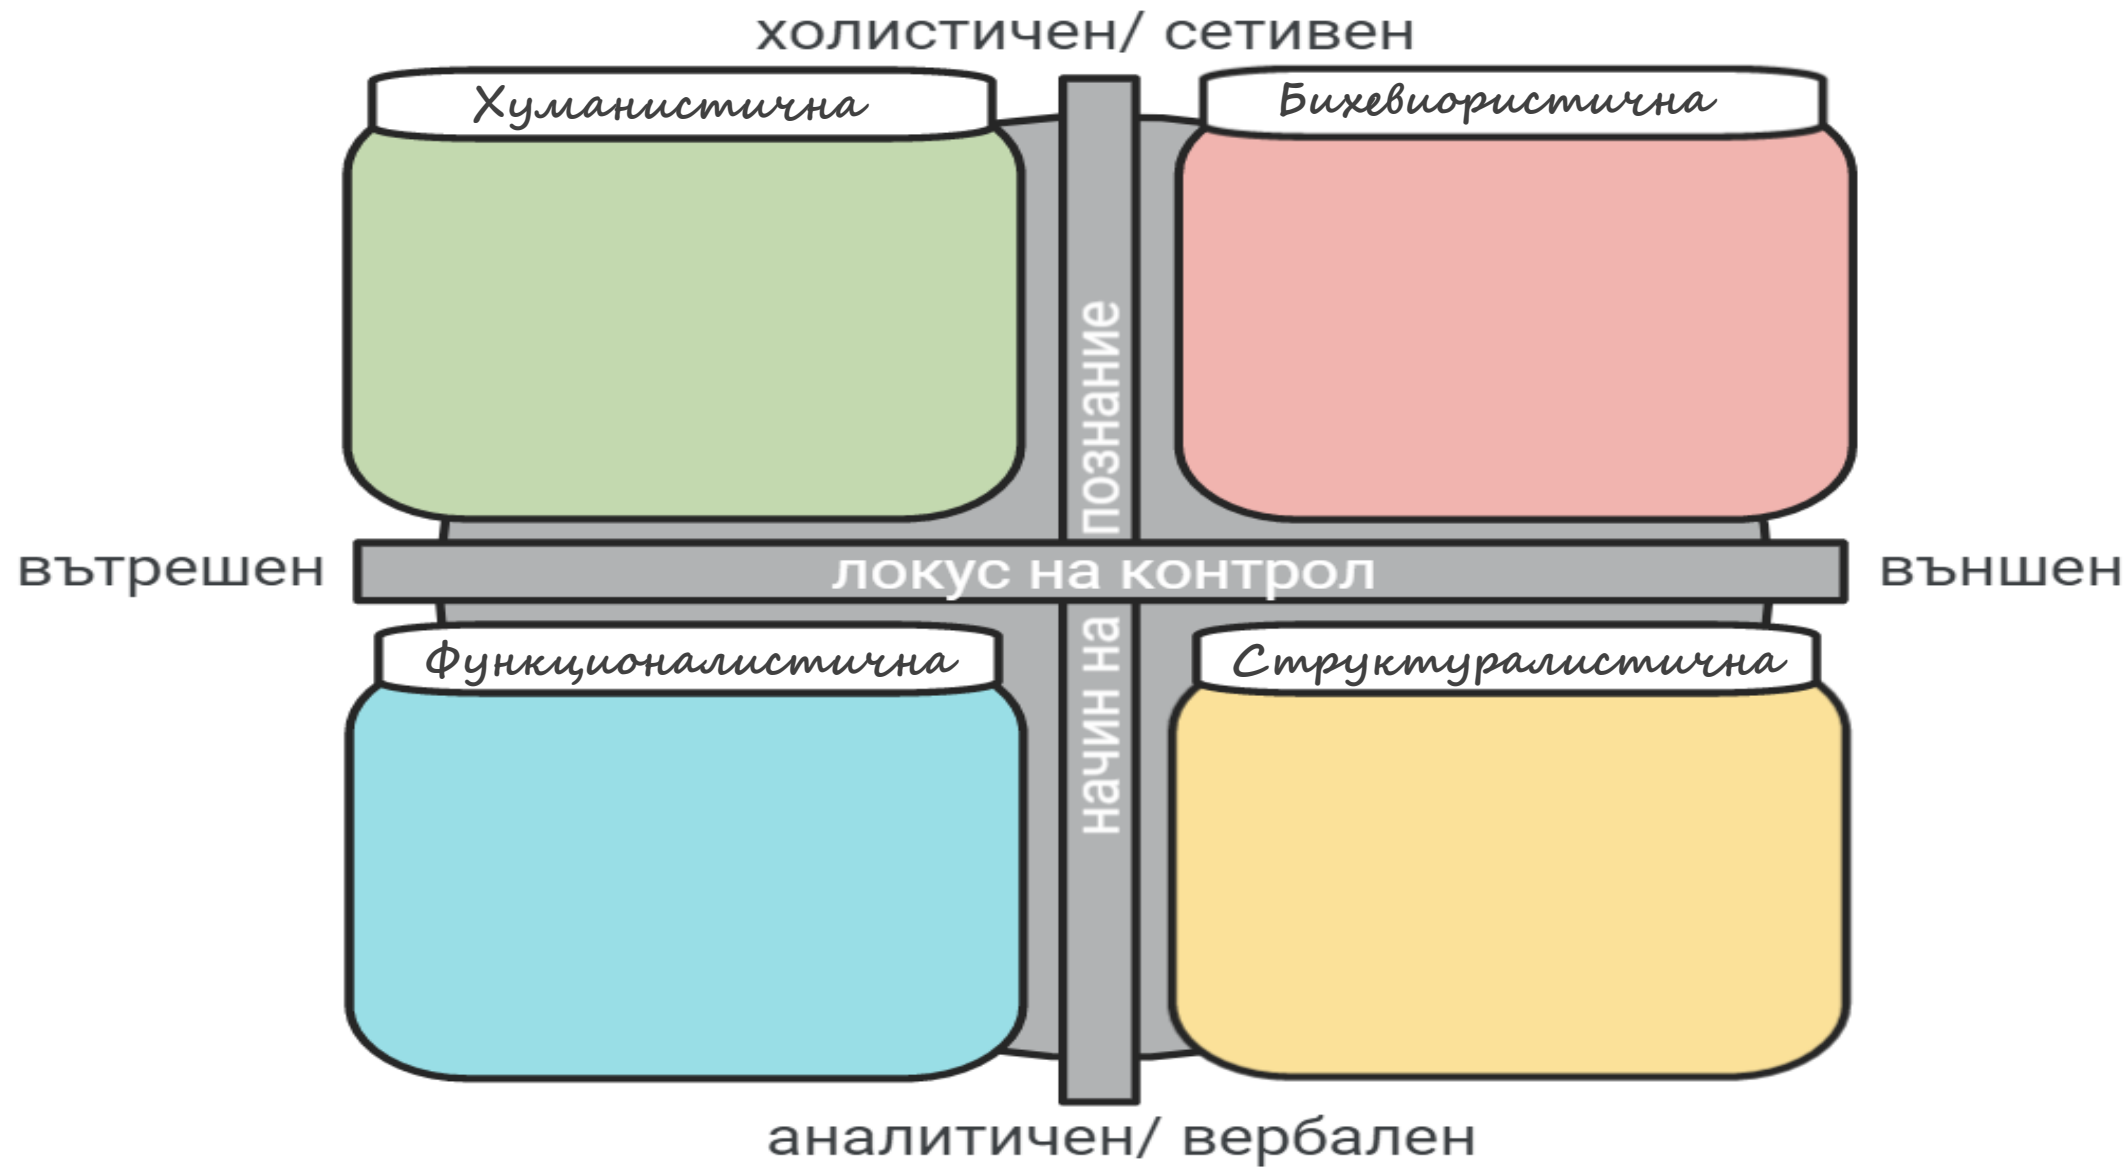 холистичен/ сетивен
Хуманистична
Бихевиористична
начин на познание
вътрешен
локус на контрол
външен
Функционалистична
Структуралистична
аналитичен/ вербален